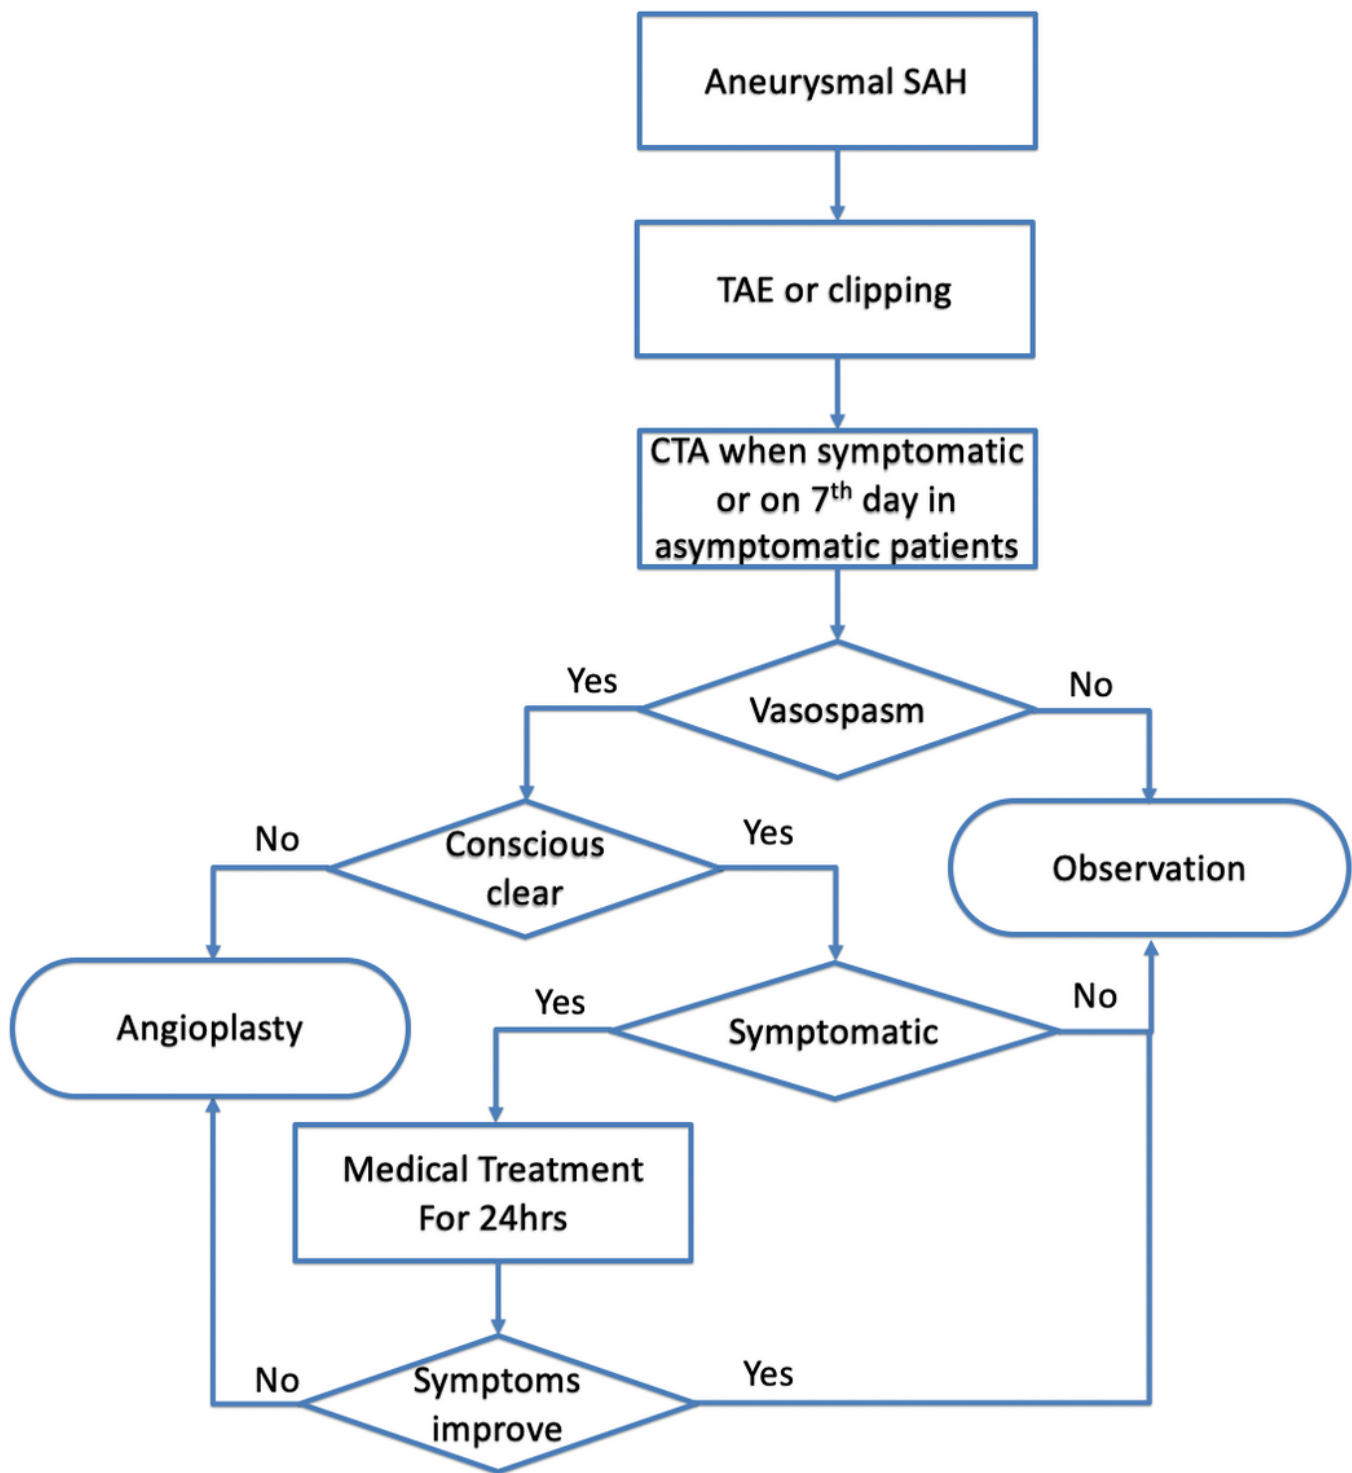 Aneurysmal SAH
TAE or clipping
CTA when symptomatic
or on 7th day in
asymptomatic patients
Yes
No
Vasospasm
No
Yes
Conscious
clear
Observation
Yes
No
Angioplasty
Symptomatic
Medical Treatment
For 24hrs
No
Yes
Symptoms
improve